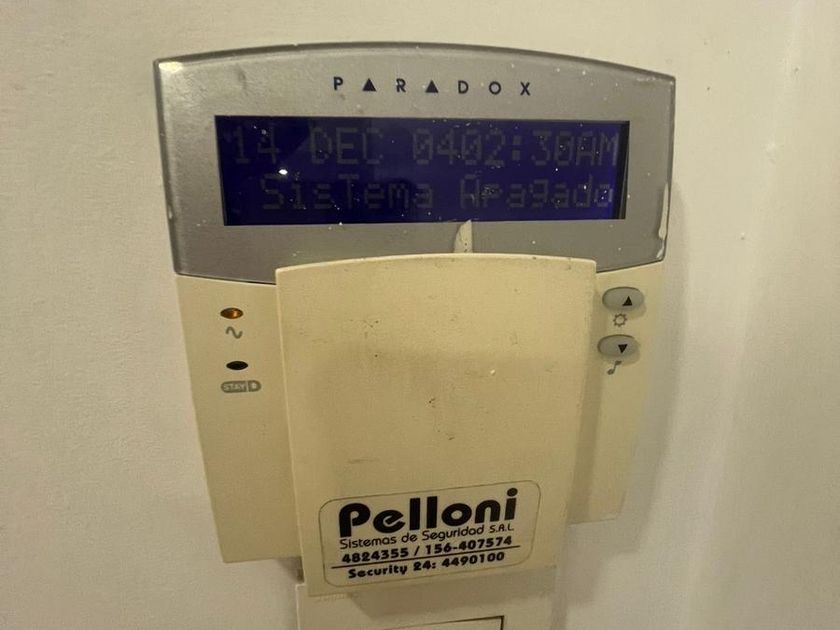 PARADOX
14 DEC 0402:30AM
SisTema Apagado
STAY
Pelloni
Sistemas de Seguridad S.R.L.
4824355 / 156-407574
Security 24: 4490100